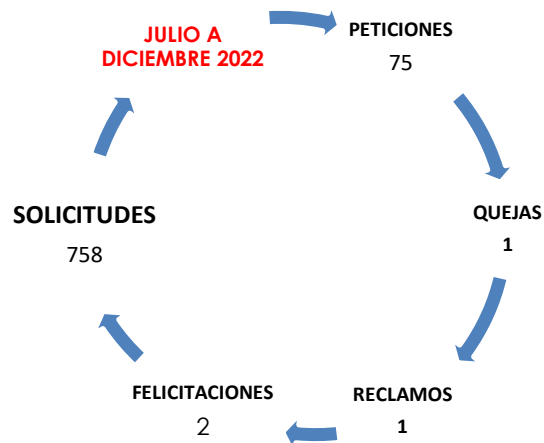 JULIO A
DICIEMBRE 2022
PETICIONES
75
QUEJAS
1
RECLAMOS
1
FELICITACIONES
2
SOLICITUDES
758